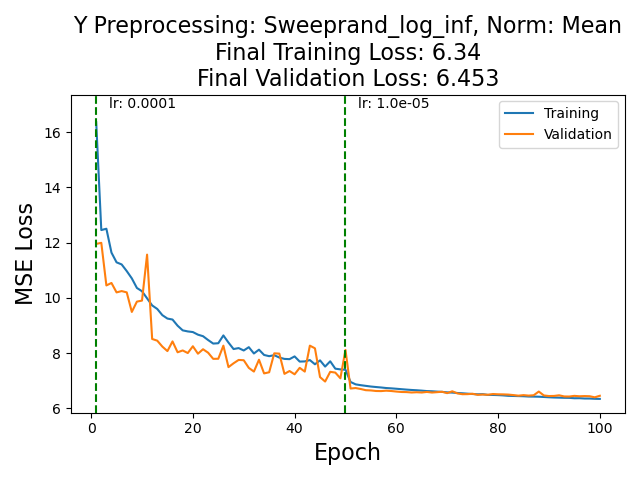 Y Preprocessing: Sweeprand_log_inf, Norm: Mean
Final Training Loss: 6.34
Final Validation Loss: 6.453
lr: 0.0001
lr: 1.0e-05
Training
Validation
16
14
12
10
8
6
MSE Loss
0
20
40
60
80
100
Epoch